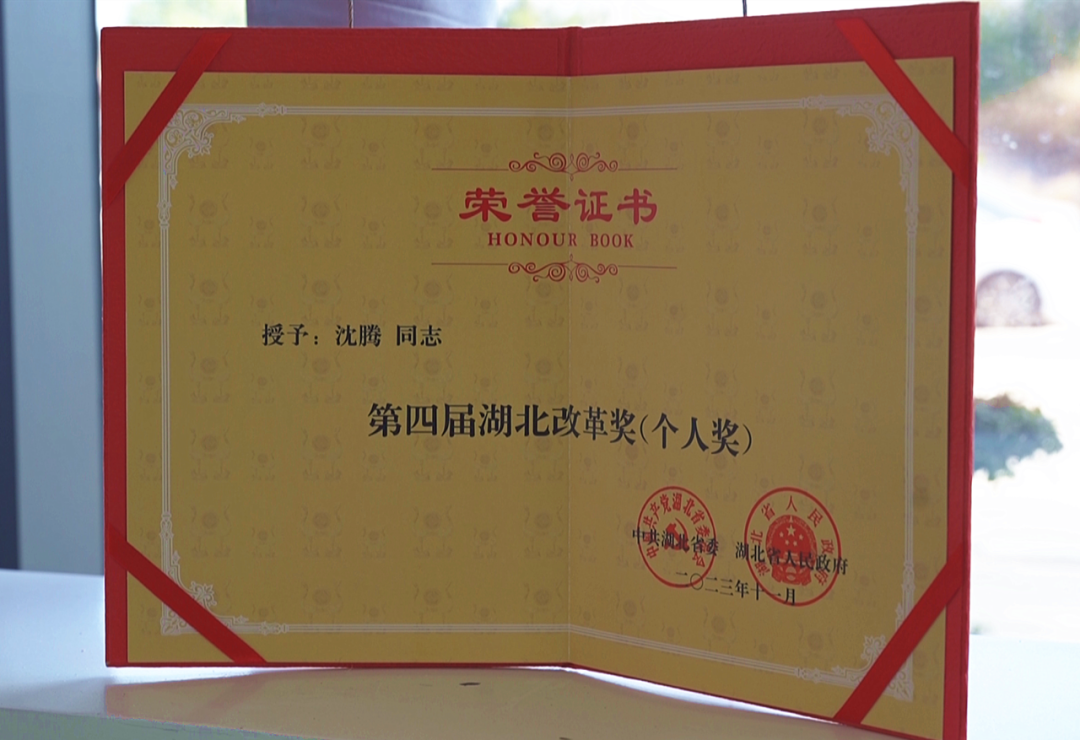 荣誉证书
HONOUR BOOK
授予：沈腾 同志
第四届湖北改革奖（个人奖）
中共湖北省委 湖北省人民政府
二〇二三年十一月